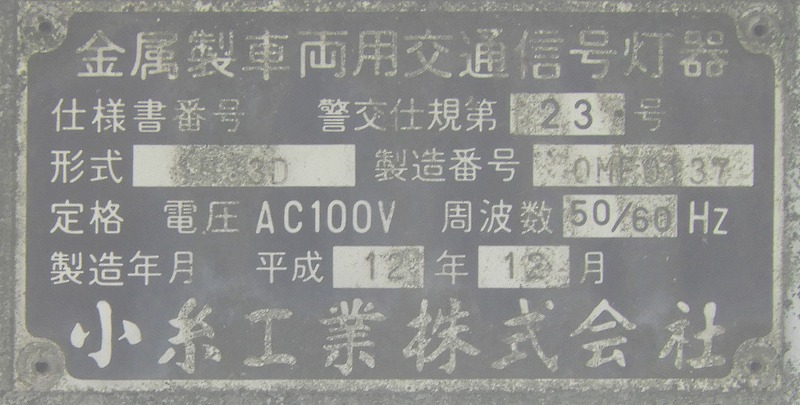 金属製車両用交通信号灯器
仕様書番号 警交仕規第 23 号
形式 3D 製造番号
定格 電圧 AC100V 周波数 50/60 Hz
製造年月 平成 12 年 12 月
小糸工業株式会社